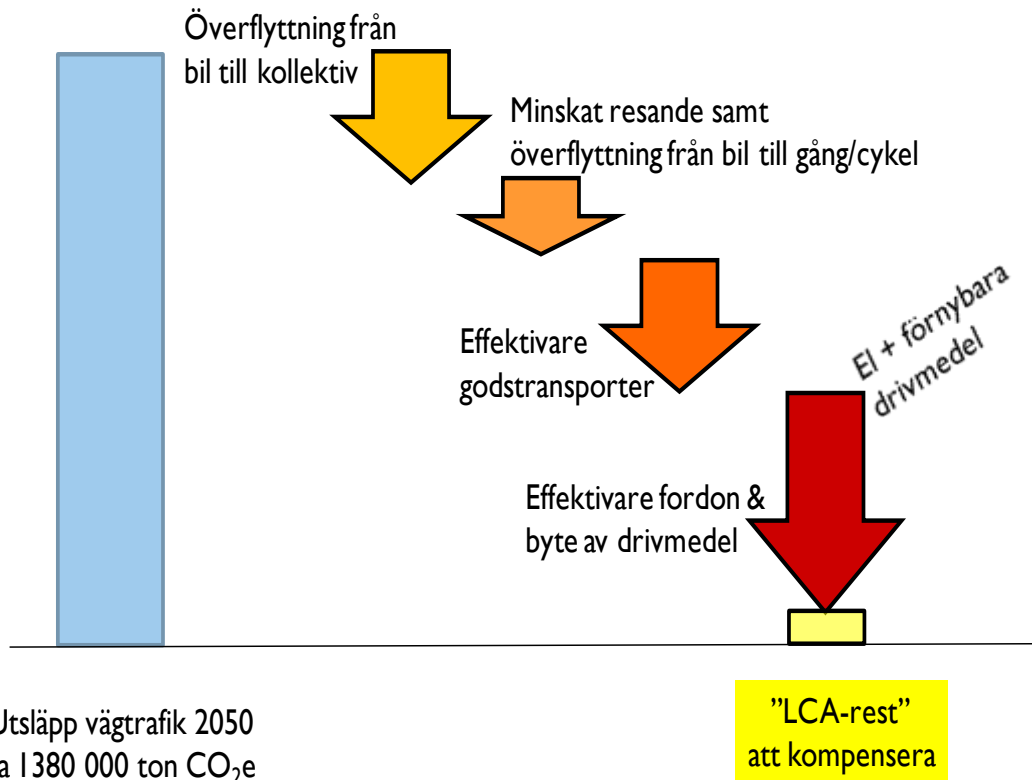 Överflyttning från
bil till kollektiv
Minskat resande samt
överflyttning från bil till gång/cykel
Effektivare
godstransporter
El + förnybara
drivmedel
Effektivare fordon &
byte av drivmedel
”LCA-rest”
att kompensera
Utsläpp vägtrafik 2050
a 1380 000 ton CO₂e